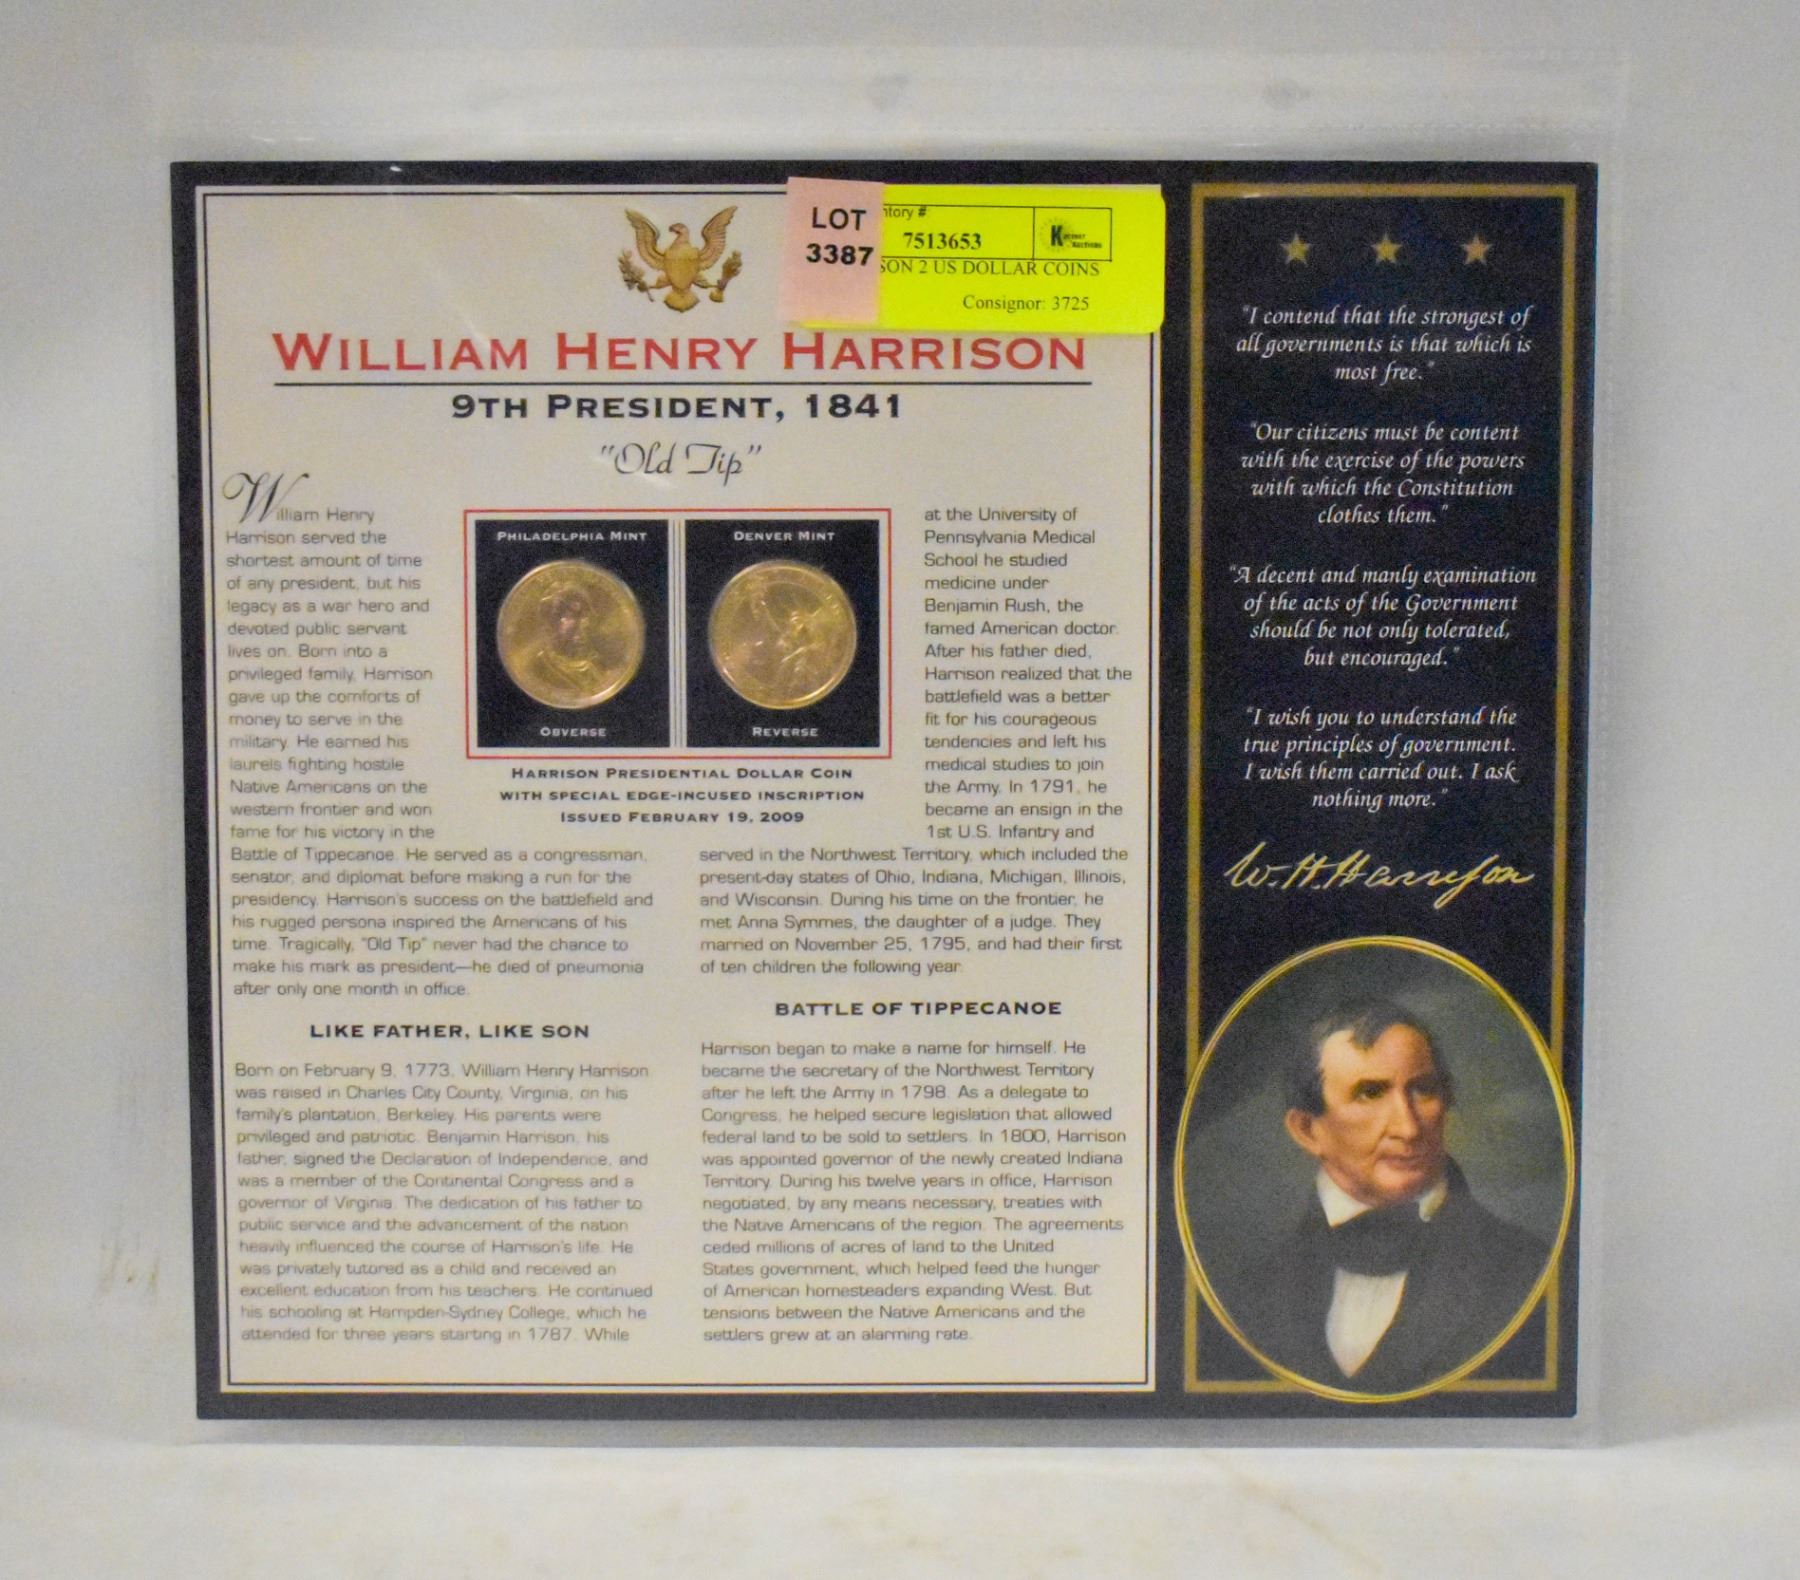 LOT
3387
ntory #
7513653
SON 2 US DOLLAR COINS
Consignor: 3725
WILLIAM HENRY HARRISON
9TH PRESIDENT, 1841
"Old Tip"
William Henry
Harrison served the
shortest amount of time
of any president, but his
legacy as a war hero and
devoted public servant
lives on. Born into a
privileged family, Harrison
gave up the comforts of
money to serve in the
military. He earned his
laurels fighting hostile
Native Americans on the
western frontier and won
fame for his victory in the
Battle of Tippecanoe. He served as a congressman,
senator, and diplomat before making a run for the
presidency. Harrison's success on the battlefield and
his rugged persona inspired the Americans of his
time. Tragically, "Old Tip" never had the chance to
make his mark as president—he died of pneumonia
after only one month in office.
LIKE FATHER, LIKE SON
Born on February 9, 1773, William Henry Harrison
was raised in Charles City County, Virginia, on his
family's plantation, Berkeley. His parents were
privileged and patriotic. Benjamin Harrison, his
father, signed the Declaration of Independence, and
was a member of the Continental Congress and a
governor of Virginia. The dedication of his father to
public service and the advancement of the nation
heavily influenced the course of Harrison's life. He
was privately tutored as a child and received an
excellent education from his teachers. He continued
his schooling at Hampden-Sydney College, which he
attended for three years starting in 1787. While
PHILADELPHIA MINT
OBVERSE
DENVER MINT
REVERSE
HARRISON PRESIDENTIAL DOLLAR COIN
WITH SPECIAL EDGE-INCUSED INSCRIPTION
ISSUED FEBRUARY 19, 2009
at the University of
Pennsylvania Medical
School he studied
medicine under
Benjamin Rush, the
famed American doctor.
After his father died,
Harrison realized that the
battlefield was a better
fit for his courageous
tendencies and left his
medical studies to join
the Army. In 1791, he
became an ensign in the
1st U.S. Infantry and
served in the Northwest Territory, which included the
present-day states of Ohio, Indiana, Michigan, Illinois,
and Wisconsin. During his time on the frontier, he
met Anna Symmes, the daughter of a judge. They
married on November 25, 1795, and had their first
of ten children the following year.
BATTLE OF TIPPECANOE
Harrison began to make a name for himself. He
became the secretary of the Northwest Territory
after he left the Army in 1798. As a delegate to
Congress, he helped secure legislation that allowed
federal land to be sold to settlers. In 1800, Harrison
was appointed governor of the newly created Indiana
Territory. During his twelve years in office, Harrison
negotiated, by any means necessary, treaties with
the Native Americans of the region. The agreements
ceded millions of acres of land to the United
States government, which helped feed the hunger
of American homesteaders expanding West. But
tensions between the Native Americans and the
settlers grew at an alarming rate.
"I contend that the strongest of
all governments is that which is
most free."
"Our citizens must be content
with the exercise of the powers
with which the Constitution
clothes them."
"A decent and manly examination
of the acts of the Government
should be not only tolerated,
but encouraged."
"I wish you to understand the
true principles of government.
I wish them carried out. I ask
nothing more."
W. H. Harrison